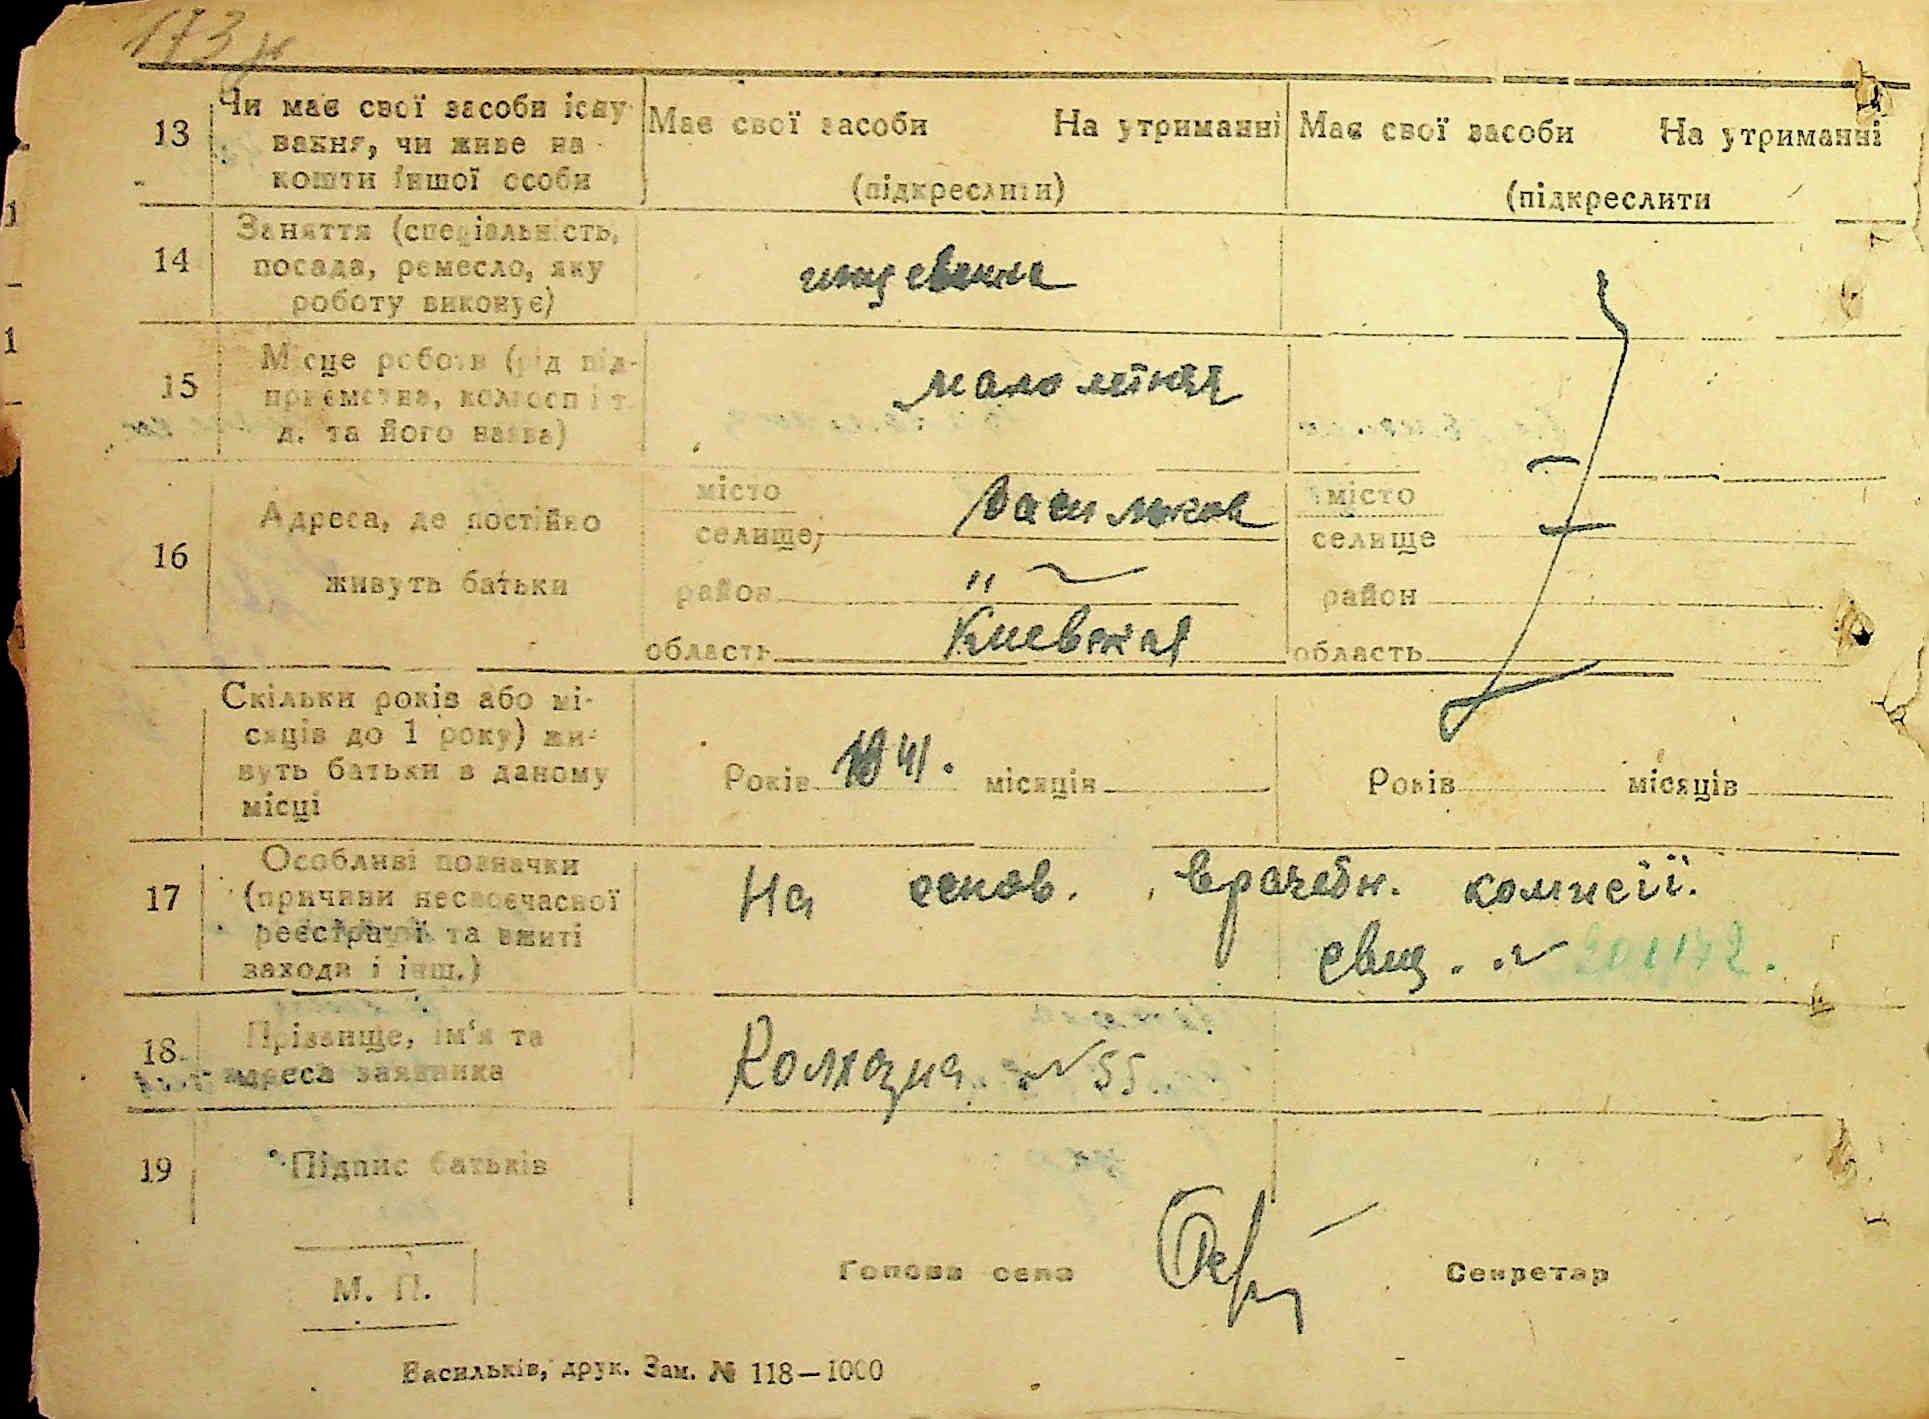 173
13
Чи має свої засоби існу-
вання, чи живе на
кошти іншої особи
Має свої засоби На утриманні
(підкреслити)
Має свої засоби На утриманні
(підкреслити
14
Заняття (спеціальність,
посада, ремесло, яку
роботу виконує)
иждевении
15
Місце роботи (рід під-
приємства, колгосп і т.
д. та його назва)
малолітня
16
Адреса, де постійно
живуть батьки
місто
селище, Васильков
район "
область Киевская
місто
селище
район
область
Скільки років або мі-
сяців до 1 року) жи-
вуть батьки в даному
місці
Років 1941. місяців
Років місяців
17
Особливі позначки
(причини несвоєчасної
реєстрації та вжиті
заходи і інш.)
На основ. врачебн. комисії.
свид. № 201142.
18
Прізвище, ім'я та
адреса заявника
№ 55.
19
Підпис батьків
М. П.
Голова села
Секретар
Васильків, друк. Зам. № 118—1000